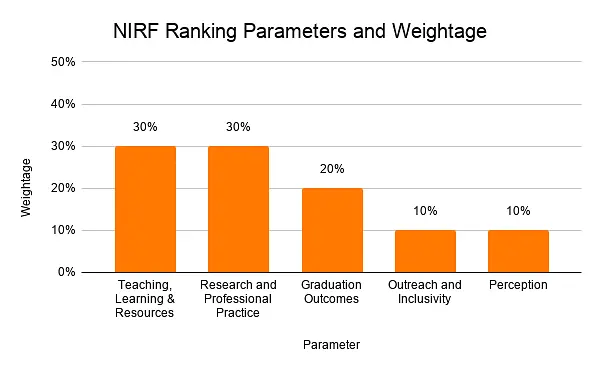 NIRF Ranking Parameters and Weightage
50%
40%
30%
20%
10%
0%
Weightage
30%
30%
20%
10%
10%
Teaching,
Learning &
Resources
Research and
Professional
Practice
Graduation
Outcomes
Outreach and
Inclusivity
Perception
Parameter